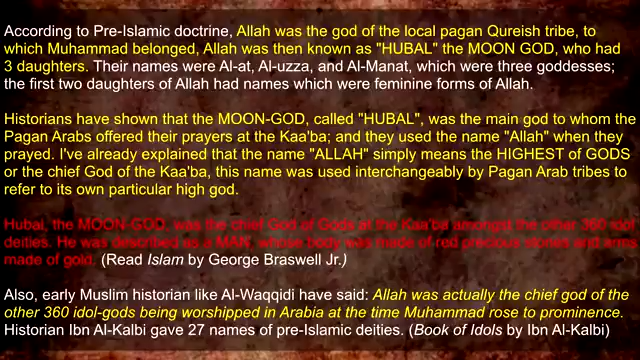 According to Pre-Islamic doctrine, Allah was the god of the local pagan Qureish tribe, to
which Muhammad belonged, Allah was then known as "HUBAL" the MOON GOD, who had
3 daughters. Their names were Al-at, Al-uzza, and Al-Manat, which were three goddesses;
the first two daughters of Allah had names which were feminine forms of Allah.
Historians have shown that the MOON-GOD, called "HUBAL", was the main god to whom the
Pagan Arabs offered their prayers at the Kaa'ba; and they used the name "Allah" when they
prayed. I've already explained that the name "ALLAH" simply means the HIGHEST of GODS
or the chief God of the Kaa'ba, this name was used interchangeably by Pagan Arab tribes to
refer to its own particular high god.
Hubal, the MOON-GOD, was the chief God of Gods at the Kaa'ba amongst the other 360 idol
deities. He was described as a MAN, whose body was made of red precious stones and arms
made of gold. (Read Islam by George Braswell Jr.)
Also, early Muslim historian like Al-Waqqidi have said: Allah was actually the chief god of the
other 360 idol-gods being worshipped in Arabia at the time Muhammad rose to prominence.
Historian Ibn Al-Kalbi gave 27 names of pre-Islamic deities. (Book of Idols by Ibn Al-Kalbi)